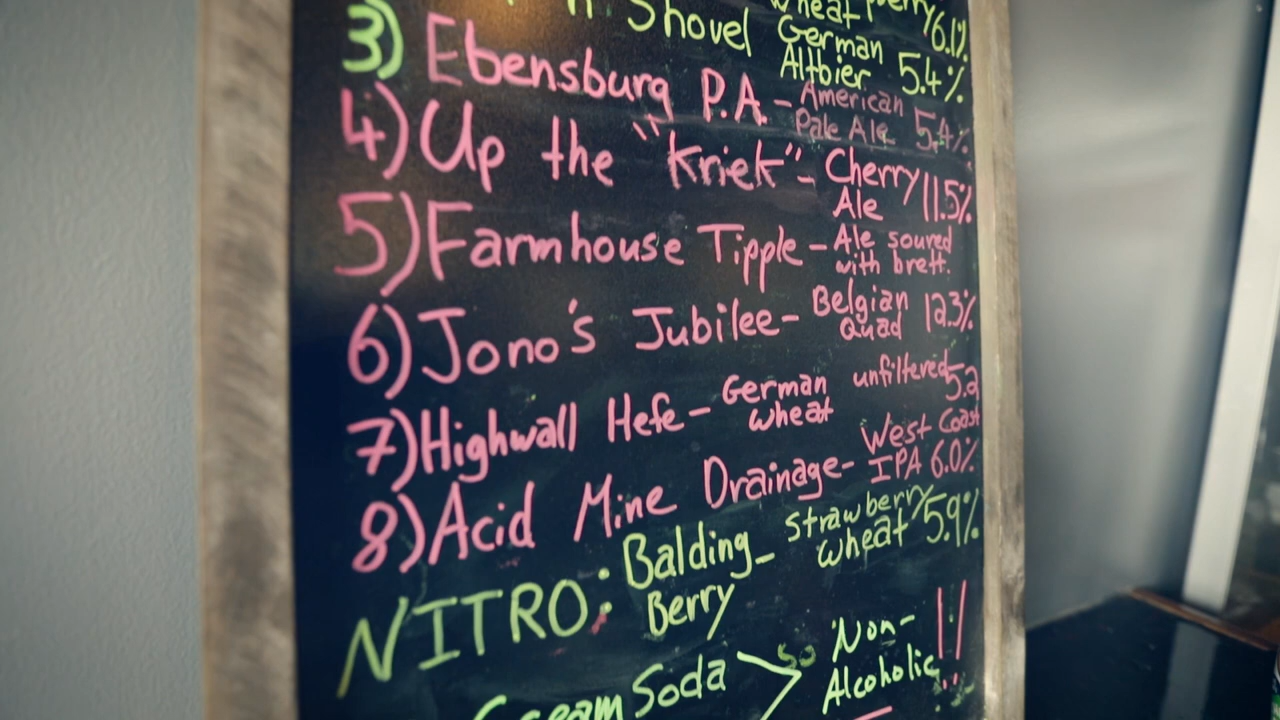 wheat 6.1%
Shovel German Altbier 5.4%
3) Ebensburg P.A. - American Pale Ale 5.4%
4) Up the "Kriek" - Cherry Ale 11.5%
5) Farmhouse Tipple - Ale soured with brett.
6) Jono's Jubilee - Belgian Quad 12.3%
7) Highwall Hefe - German wheat unfiltered 5.2
8) Acid Mine Drainage - West Coast IPA 6.0%
NITRO: Balding Berry - Strawberry wheat 5.9%
Cream Soda > So Non-Alcoholic!!